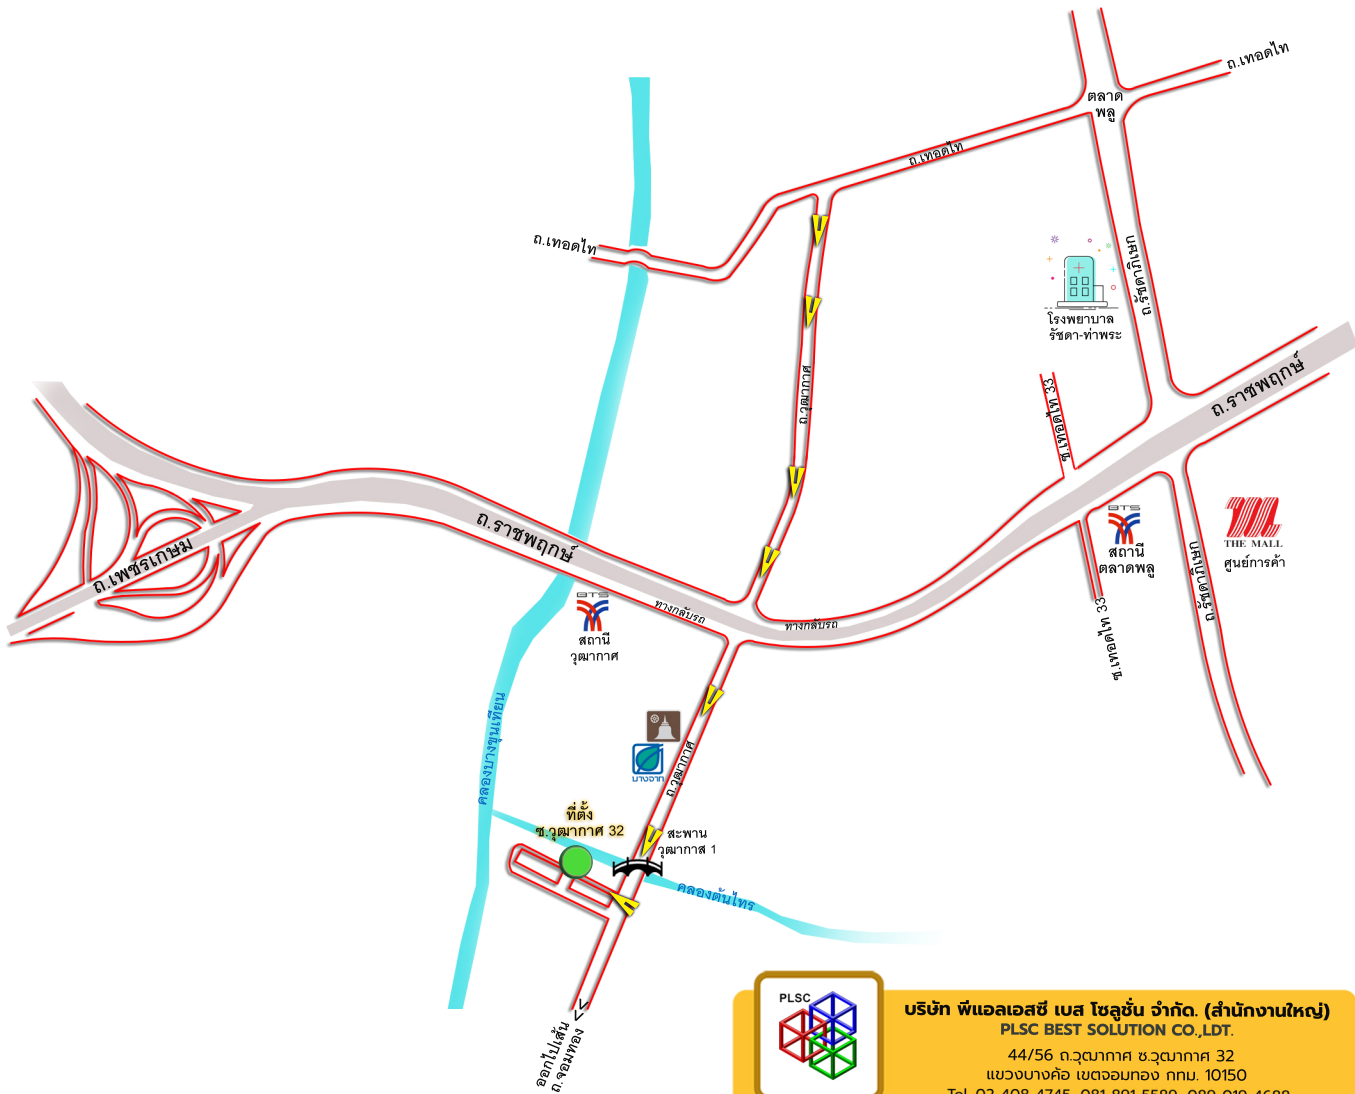 ถ.เทอดไท
ตลาด
พลู
ถ.เทอดไท
ถ.เทอดไท
ถ.รัชดาภิเษก
โรงพยาบาล
รัชดา-ท่าพระ
ถ.วุฒากาศ
ถ.ราชพฤกษ์
ซ.เทอดไท 33
ถ.ราชพฤกษ์
ถ.เพชรเกษม
BTS
สถานี
ตลาดพลู
THE MALL
ศูนย์การค้า
ถ.รัชดาภิเษก
ซ.เทอดไท 33
BTS
สถานี
วุฒากาศ
ทางกลับรถ
ทางกลับรถ
คลองบางขุนเทียน
บางจาก
ถ.วุฒากาศ
ที่ตั้ง
ซ.วุฒากาศ 32
สะพาน
วุฒากาส 1
คลองต้นไทร
ออกไปเส้น
ถ.จอมทอง
PLSC
บริษัท พีแอลเอสซี เบส โซลูชั่น จำกัด. (สำนักงานใหญ่)
PLSC BEST SOLUTION CO.,LDT.
44/56 ถ.วุฒากาศ ซ.วุฒากาศ 32
แขวงบางค้อ เขตจอมทอง กทม. 10150
Tel. 02-408-4745, 081-891-5580, 089-019-4688